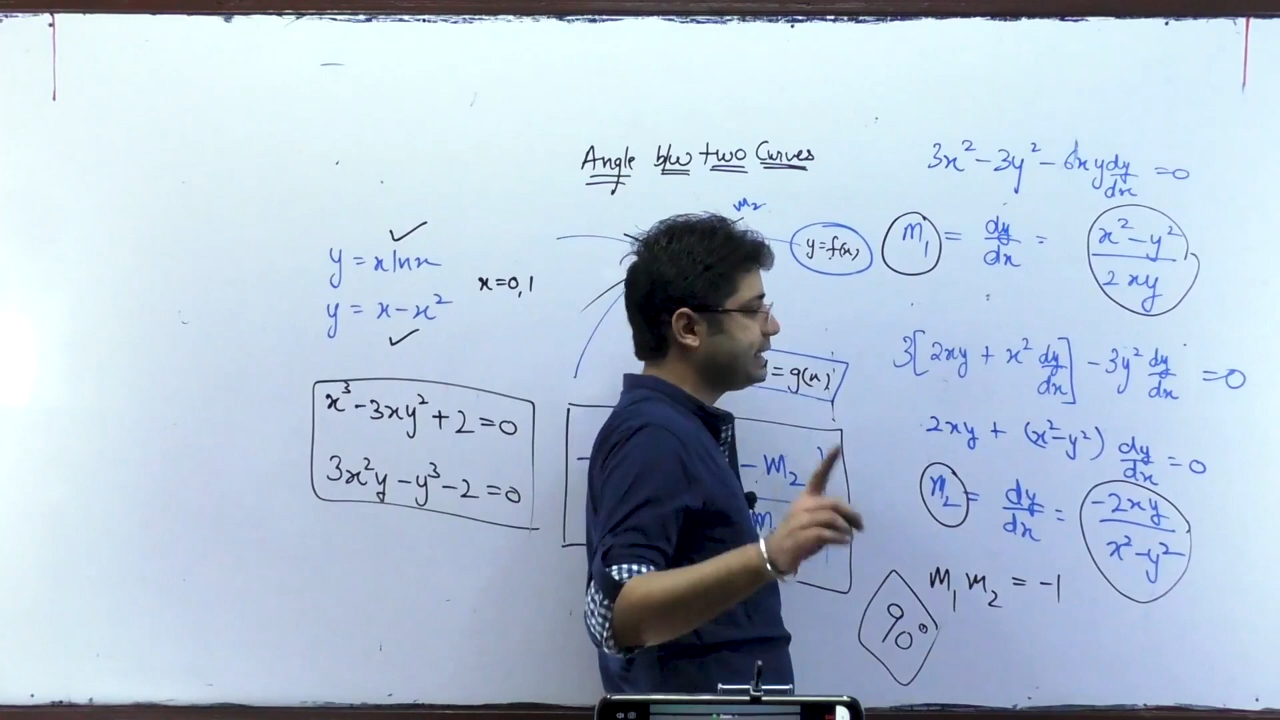 Angle b/w two Curves
y = x lnx
y = x - x²
x = 0, 1
x³ - 3xy² + 2 = 0
3x²y - y³ - 2 = 0
m₂
y = f(x)
= g(x)
- m₂
3x² - 3y² - 6xy dy/dx = 0
m₁ = dy/dx = (x² - y²)/(2xy)
3[2xy + x² dy/dx] - 3y² dy/dx = 0
2xy + (x² - y²) dy/dx = 0
m₂ = dy/dx = (-2xy)/(x² - y²)
m₁ m₂ = -1
90°